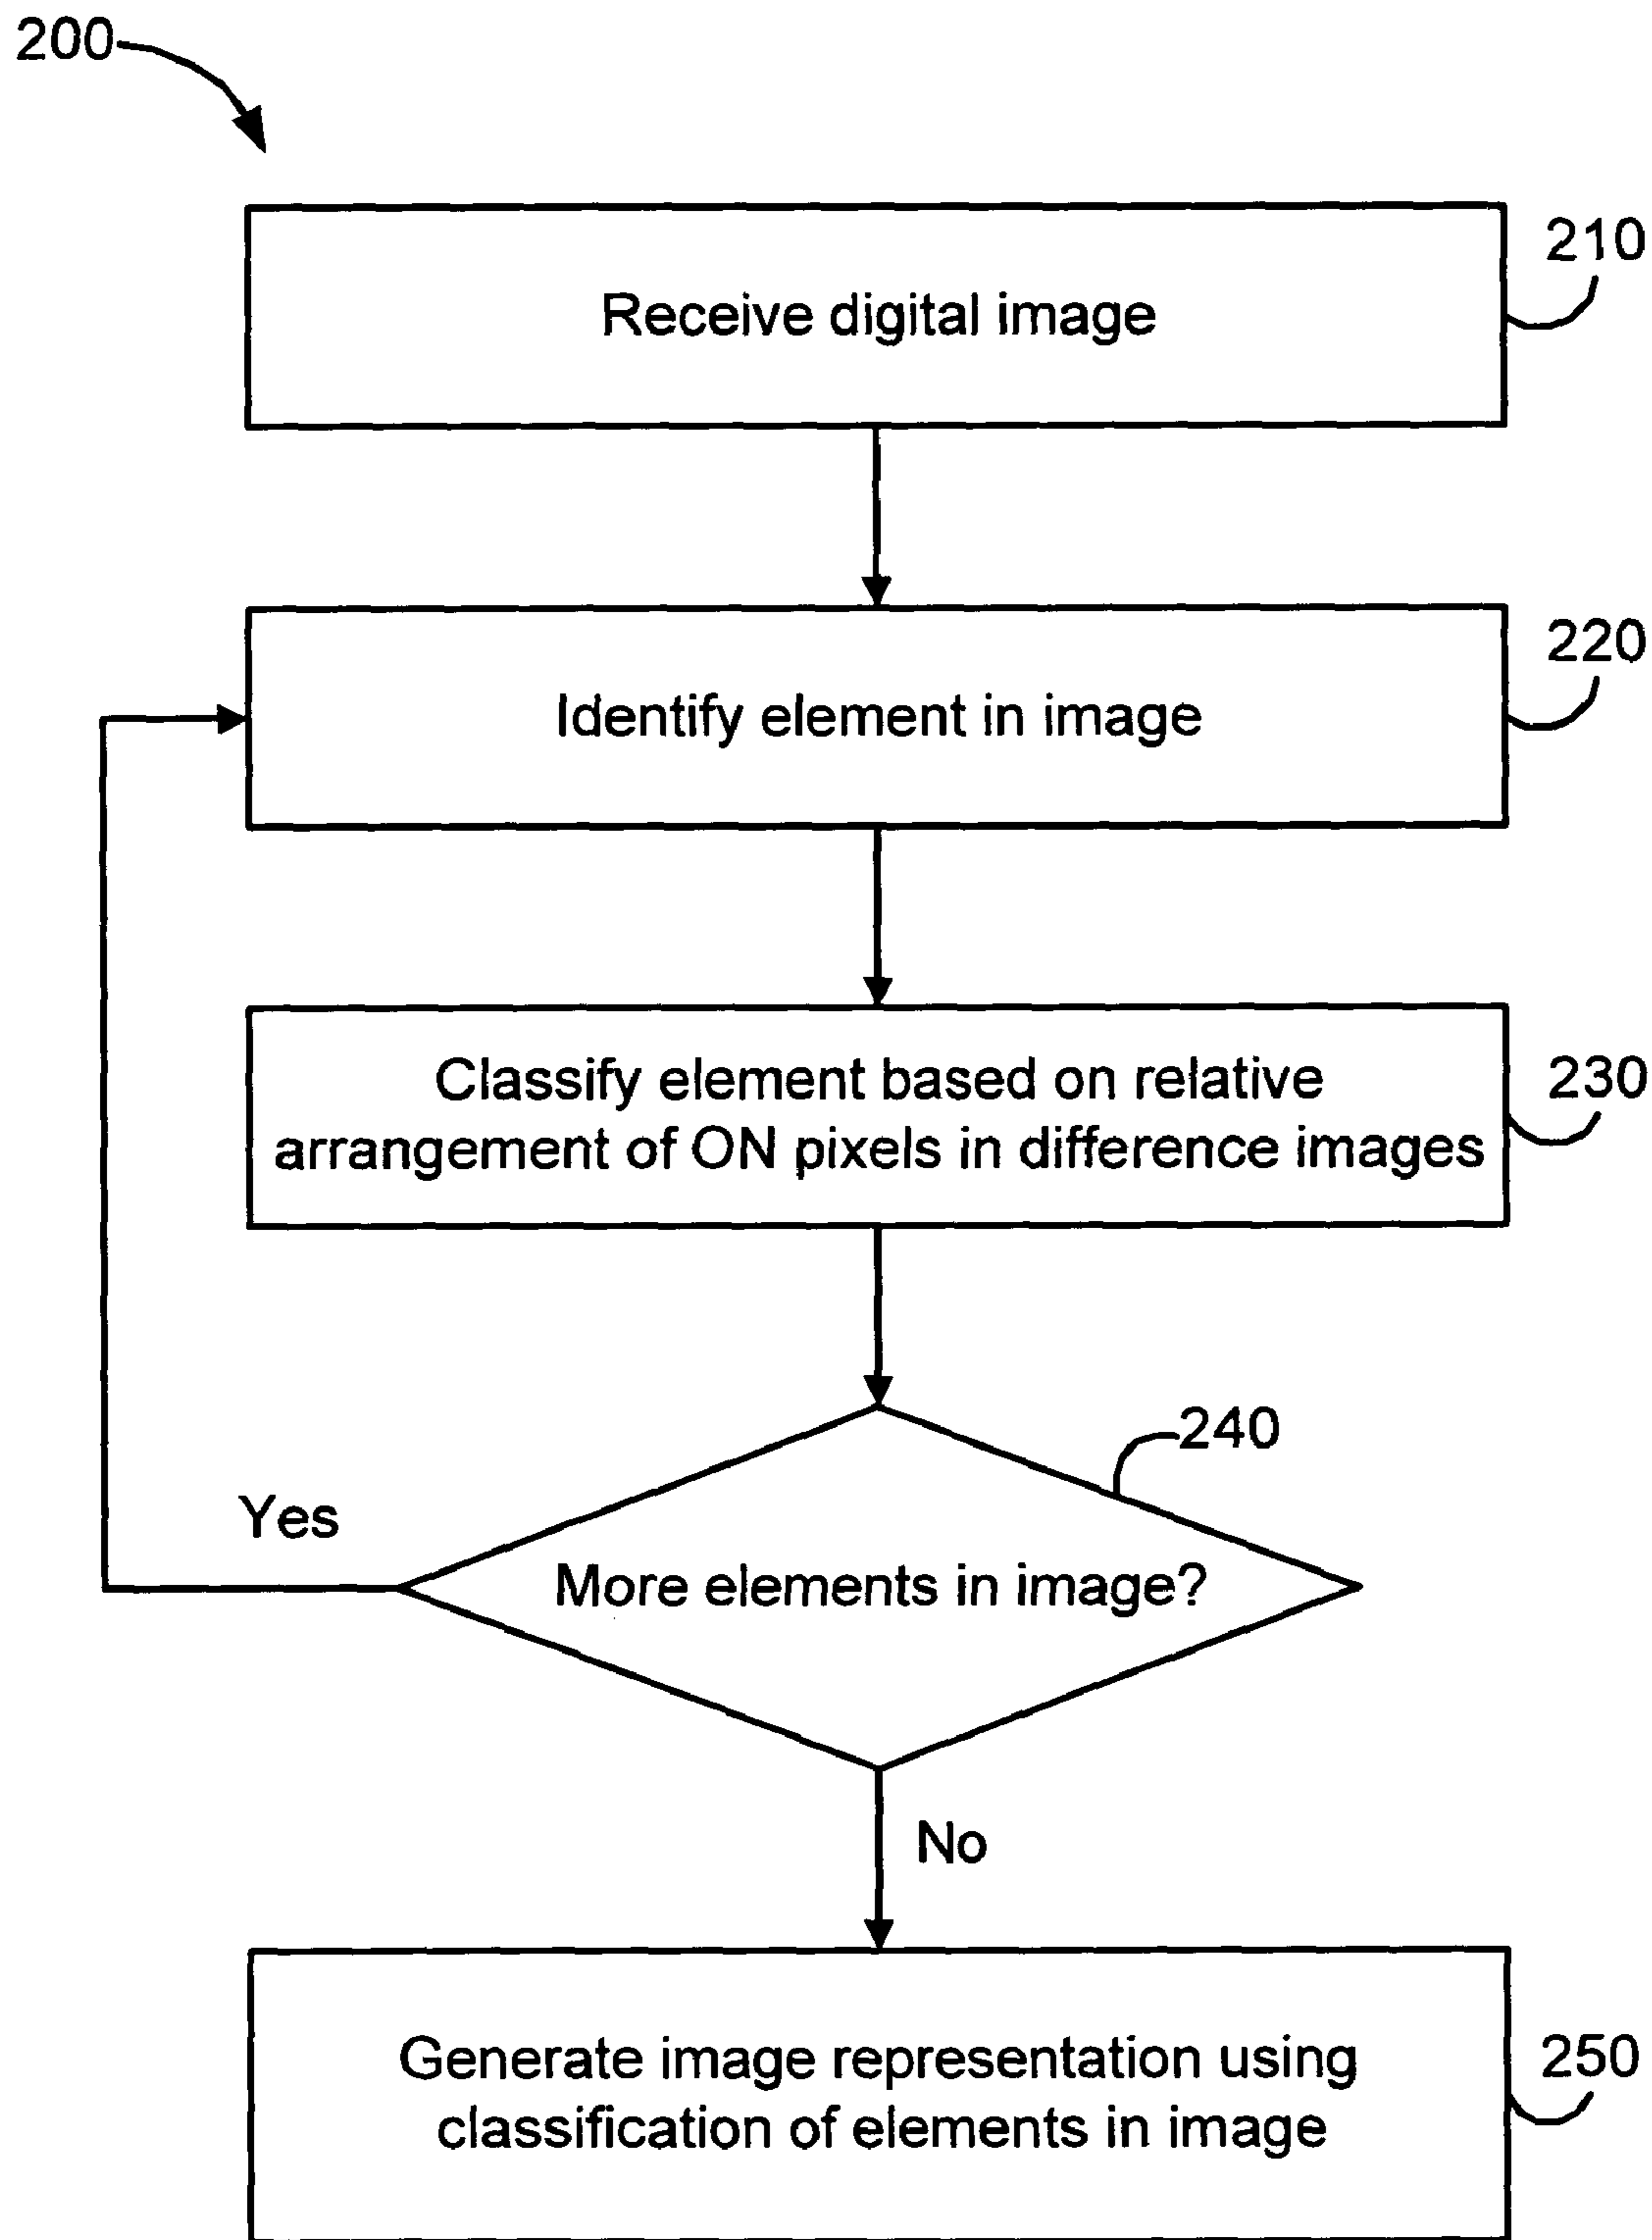 200
210
Receive digital image
220
Identify element in image
230
Classify element based on relative
arrangement of ON pixels in difference images
240
Yes
More elements in image?
No
250
Generate image representation using
classification of elements in image